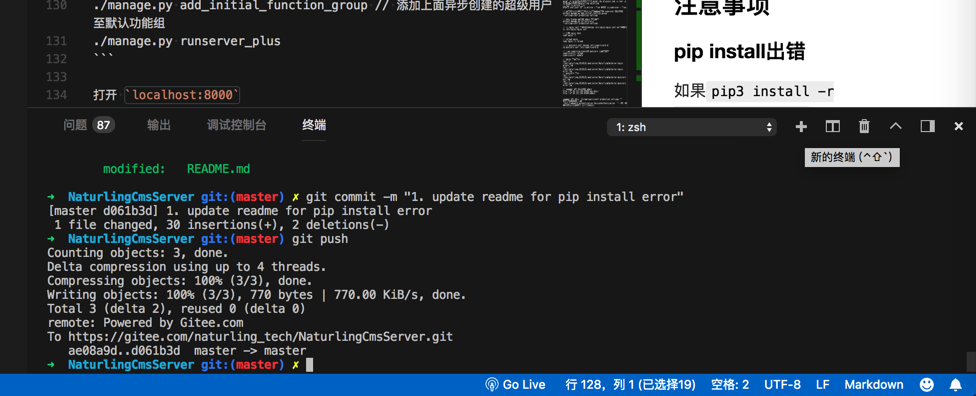 130 ./manage.py add_initial_function_group // 添加上面异步创建的超级用户
至默认功能组
131 ./manage.py runserver_plus
132 ```
133
134 打开 `localhost:8000`
注意事项
pip install出错
如果 pip3 install -r
问题 87 输出 调试控制台 终端
1: zsh
新的终端 (⌃⇧`)
modified: README.md
➜ NaturlingCmsServer git:(master) ✗ git commit -m "1. update readme for pip install error"
[master d061b3d] 1. update readme for pip install error
1 file changed, 30 insertions(+), 2 deletions(-)
➜ NaturlingCmsServer git:(master) git push
Counting objects: 3, done.
Delta compression using up to 4 threads.
Compressing objects: 100% (3/3), done.
Writing objects: 100% (3/3), 770 bytes | 770.00 KiB/s, done.
Total 3 (delta 2), reused 0 (delta 0)
remote: Powered by Gitee.com
To https://gitee.com/naturling_tech/NaturlingCmsServer.git
ae08a9d..d061b3d master -> master
➜ NaturlingCmsServer git:(master) ✗
Go Live 行 128，列 1 (已选择19) 空格: 2 UTF-8 LF Markdown